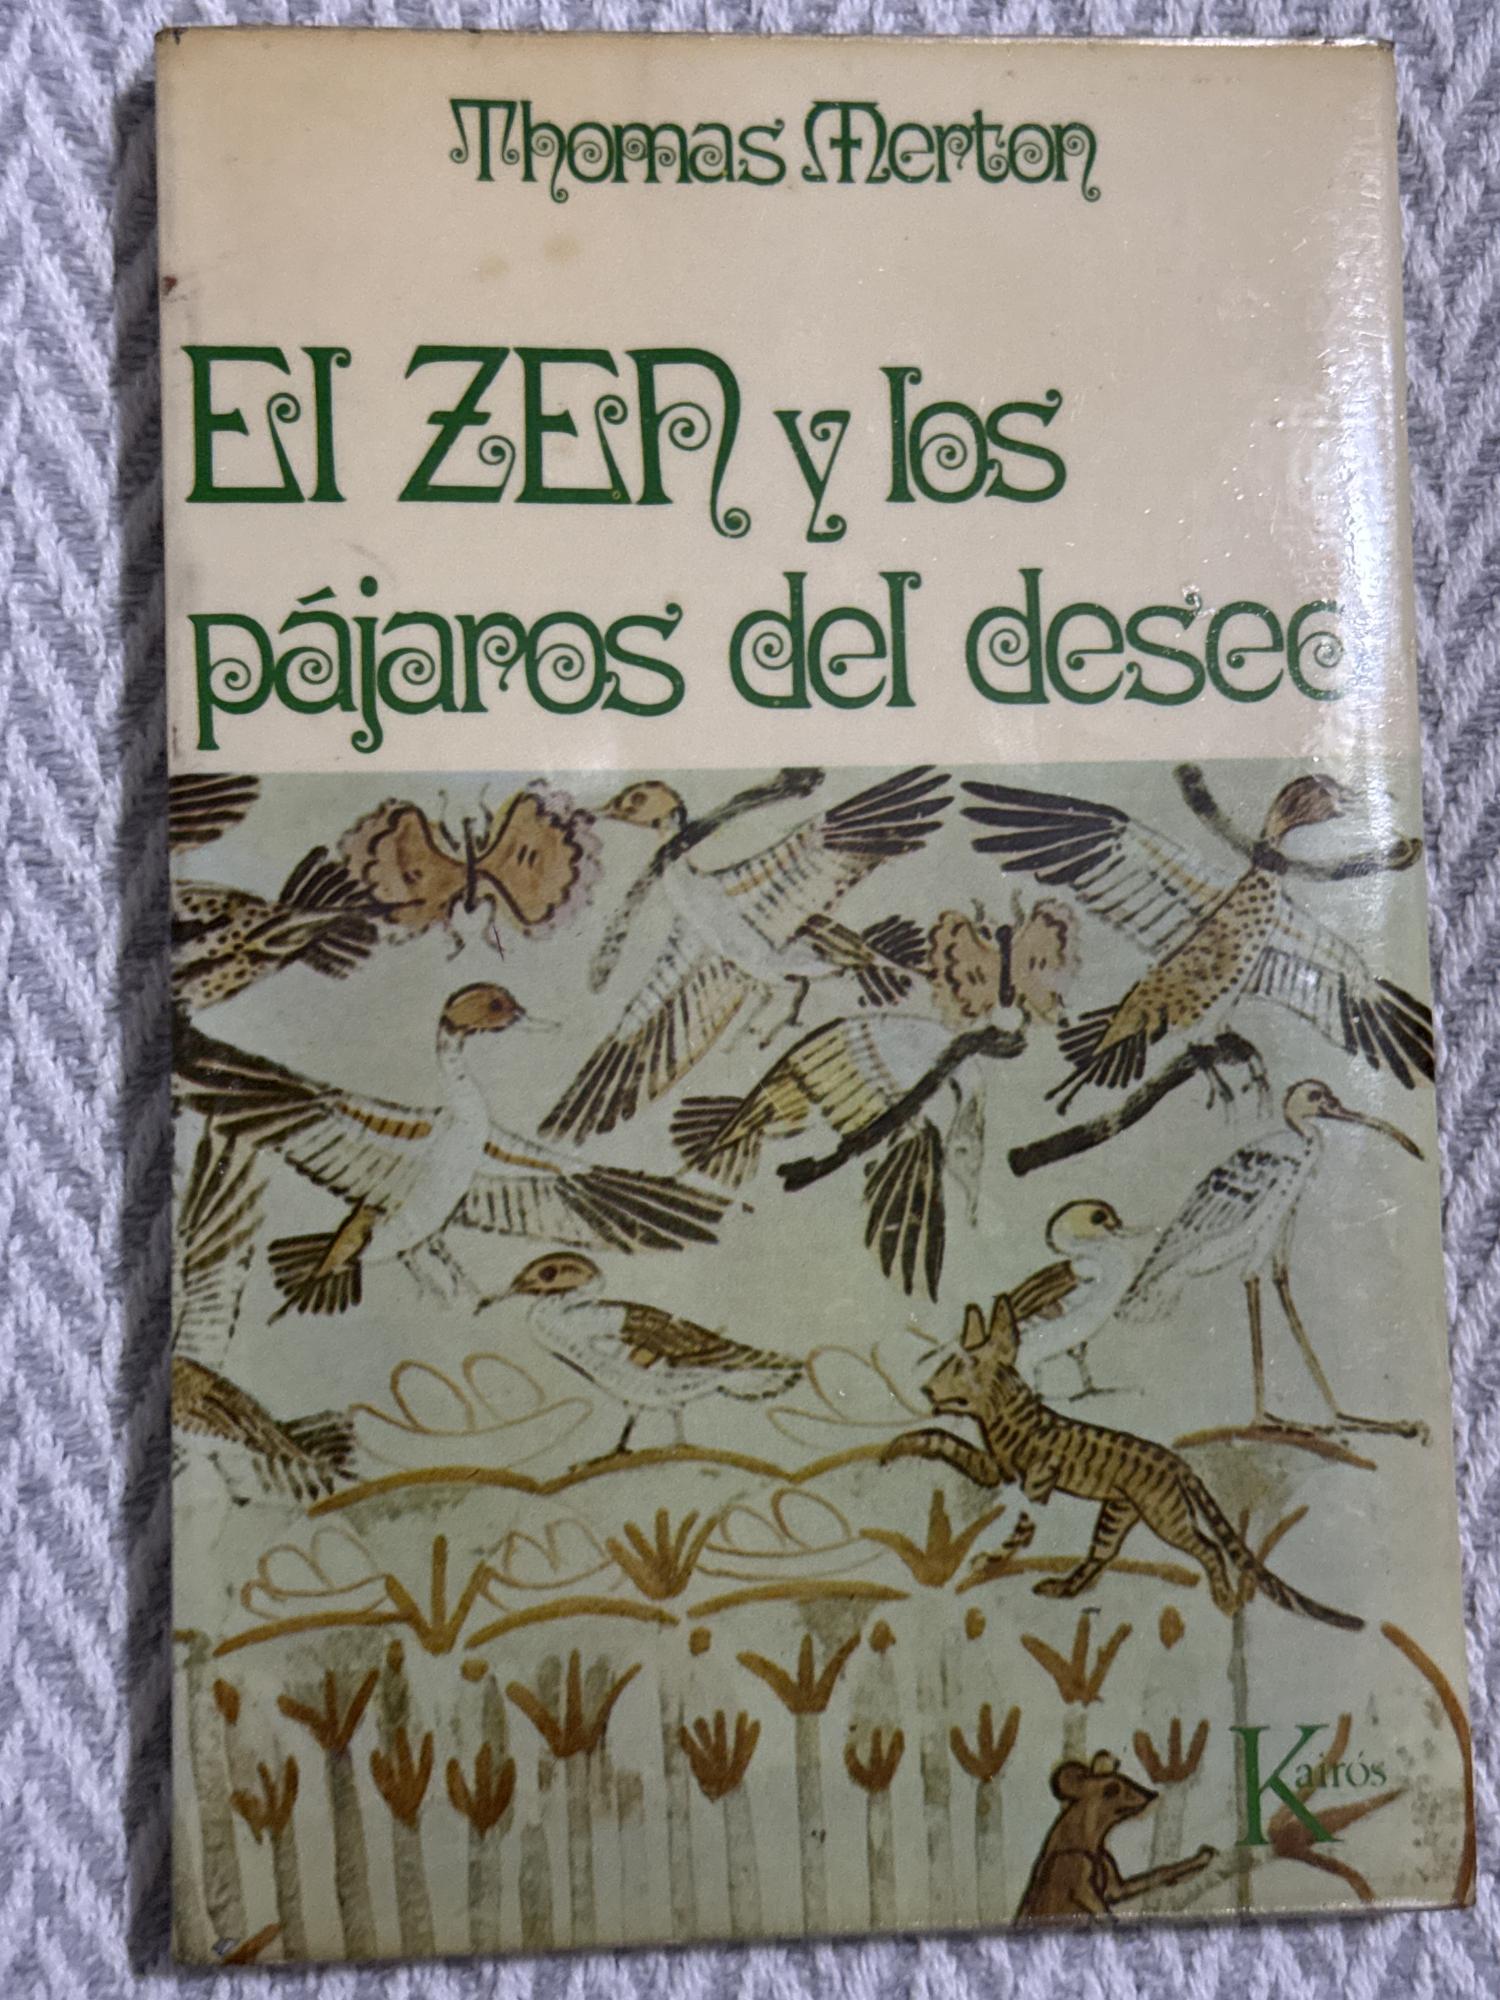 Thomas Merton
El ZEN y los
pájaros del deseo
Kairós